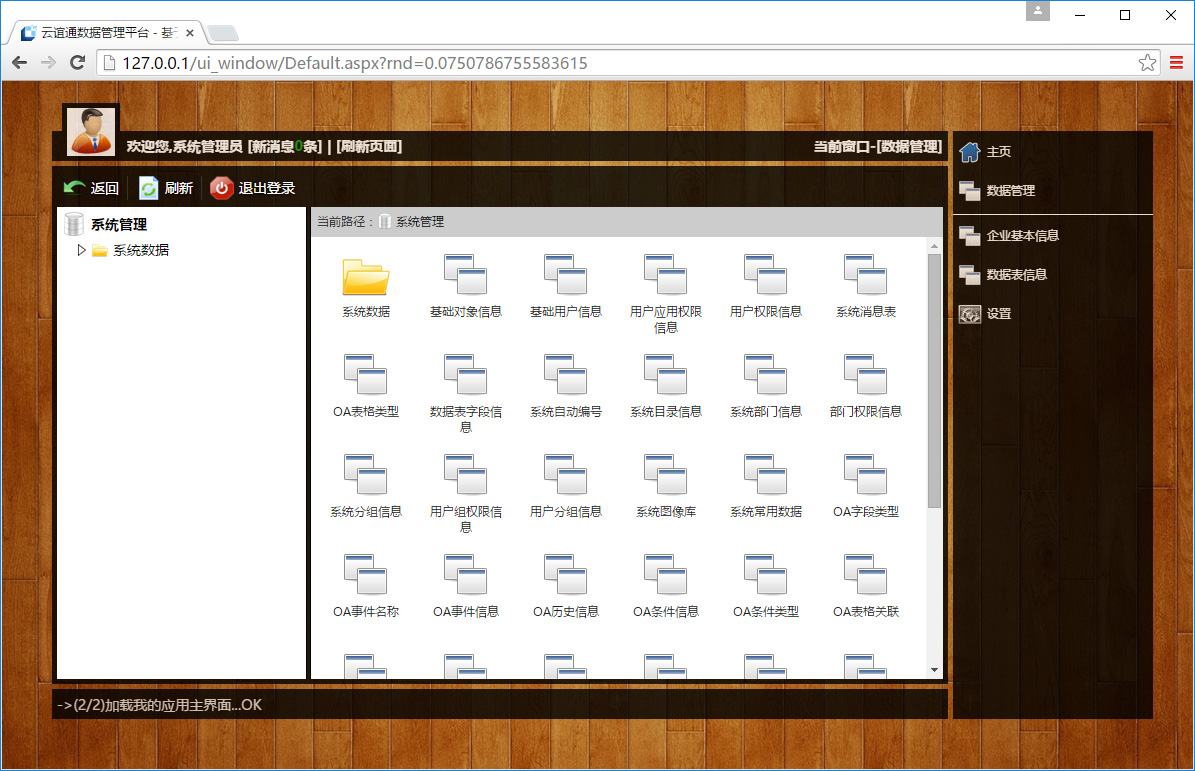 云谊通数据管理平台 - 基
127.0.0.1/ui_window/Default.aspx?rnd=0.0750786755583615
欢迎您,系统管理员 [新消息0条] | [刷新页面]
当前窗口-[数据管理]
返回
刷新
退出登录
系统管理
系统数据
当前路径：
系统管理
系统数据
基础对象信息
基础用户信息
用户应用权限
信息
用户权限信息
系统消息表
OA表格类型
数据表字段信
息
系统自动编号
系统目录信息
系统部门信息
部门权限信息
系统分组信息
用户组权限信
息
用户分组信息
系统图像库
系统常用数据
OA字段类型
OA事件名称
OA事件信息
OA历史信息
OA条件信息
OA条件类型
OA表格关联
->(2/2)加载我的应用主界面...OK
主页
数据管理
企业基本信息
数据表信息
设置